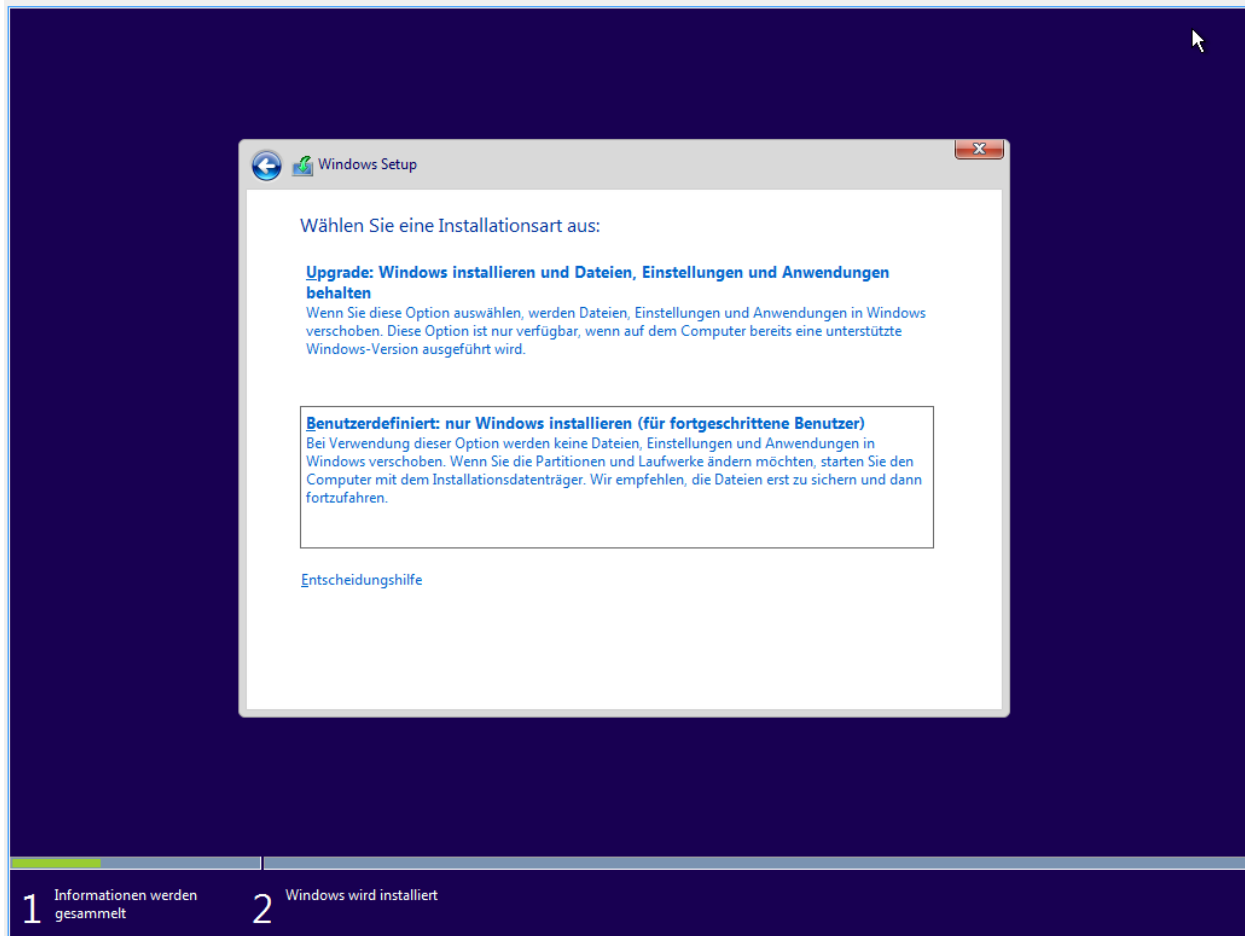 Windows Setup
Wählen Sie eine Installationsart aus:
Upgrade: Windows installieren und Dateien, Einstellungen und Anwendungen
behalten
Wenn Sie diese Option auswählen, werden Dateien, Einstellungen und Anwendungen in Windows
verschoben. Diese Option ist nur verfügbar, wenn auf dem Computer bereits eine unterstützte
Windows-Version ausgeführt wird.
Benutzerdefiniert: nur Windows installieren (für fortgeschrittene Benutzer)
Bei Verwendung dieser Option werden keine Dateien, Einstellungen und Anwendungen in
Windows verschoben. Wenn Sie die Partitionen und Laufwerke ändern möchten, starten Sie den
Computer mit dem Installationsdatenträger. Wir empfehlen, die Dateien erst zu sichern und dann
fortzufahren.
Entscheidungshilfe
1 Informationen werden
gesammelt
2 Windows wird installiert